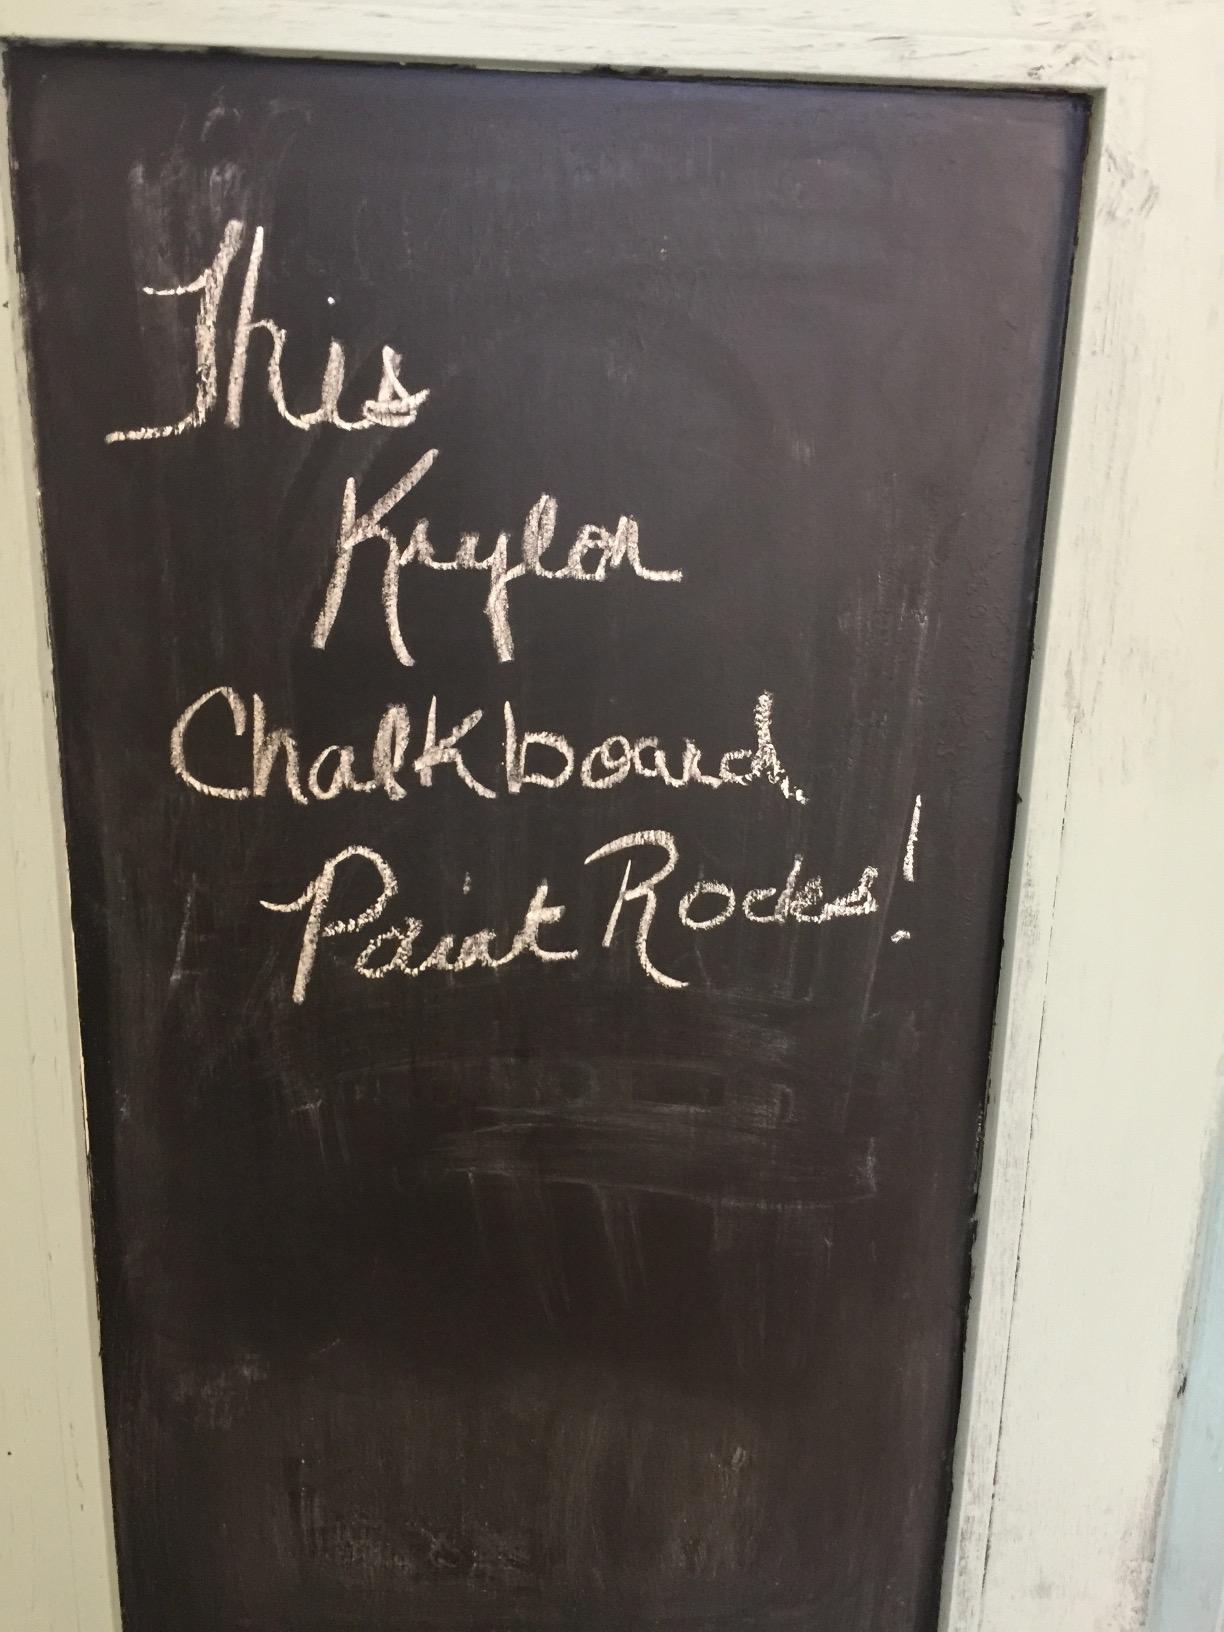 This
Krylon
Chalkboard
Paint Rocks!